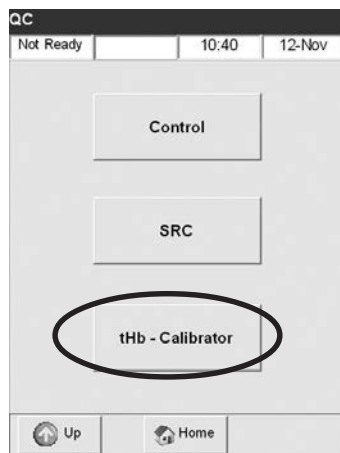 QC
Not Ready 10:40 12-Nov
Control
SRC
tHb - Calibrator
Up Home